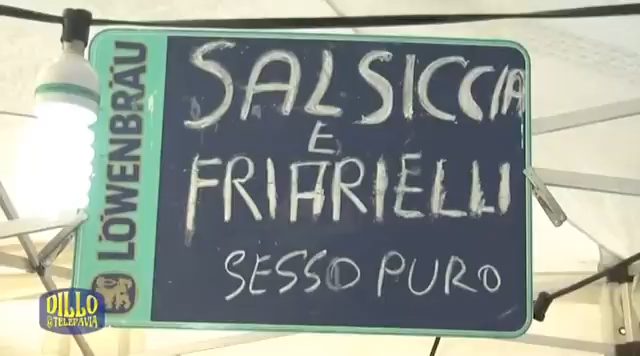 LÖWENBRÄU
SALSICCIA
E
FRIARIELLI
SESSO PURO
DILLO
@ TELEPAVIA